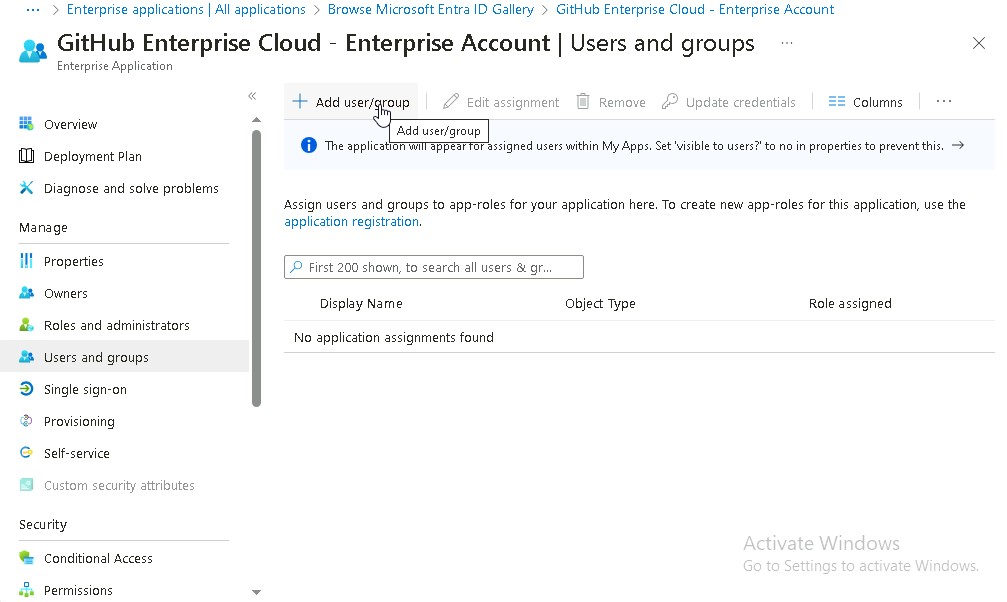 ··· > Enterprise applications | All applications > Browse Microsoft Entra ID Gallery > GitHub Enterprise Cloud - Enterprise Account
GitHub Enterprise Cloud - Enterprise Account | Users and groups ···
Enterprise Application
«
Add user/group Edit assignment Remove Update credentials Columns ···
Add user/group
The application will appear for assigned users within My Apps. Set 'visible to users?' to no in properties to prevent this. →
Overview
Deployment Plan
Diagnose and solve problems
Manage
Properties
Owners
Roles and administrators
Users and groups
Single sign-on
Provisioning
Self-service
Custom security attributes
Security
Conditional Access
Permissions
Assign users and groups to app-roles for your application here. To create new app-roles for this application, use the
application registration.
First 200 shown, to search all users & gr...
Display Name Object Type Role assigned
No application assignments found
Activate Windows
Go to Settings to activate Windows.